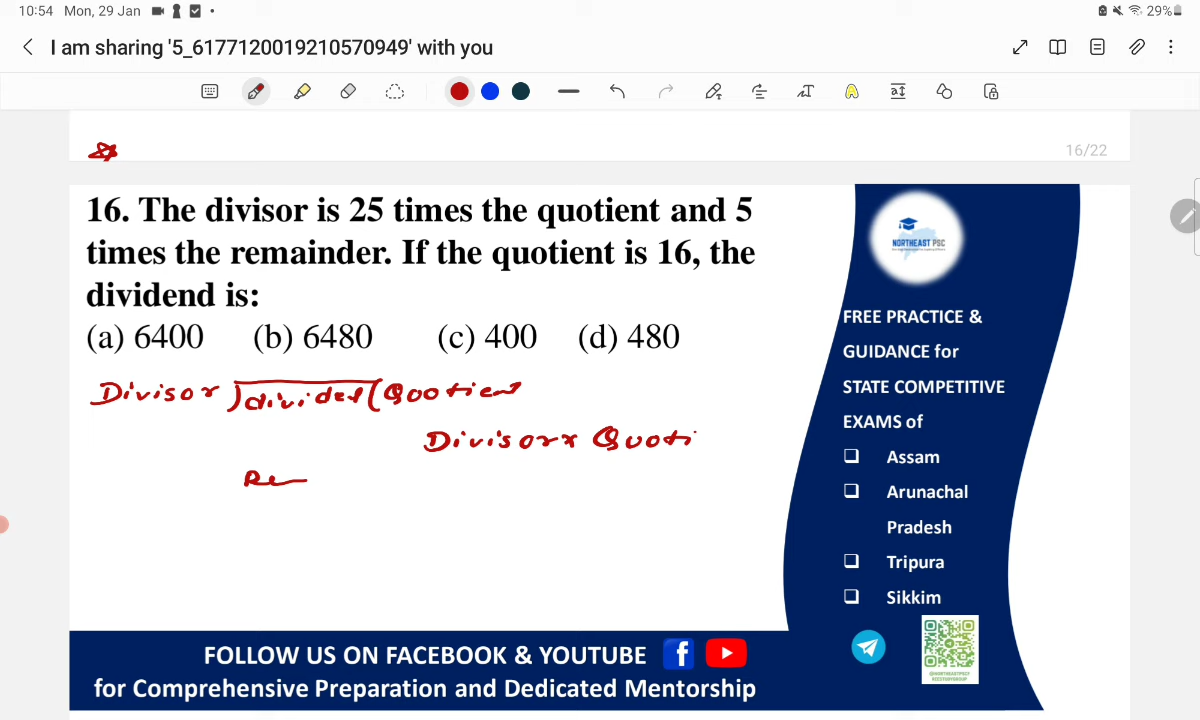 10:54 Mon, 29 Jan
29%
I am sharing '5_6177120019210570949' with you
16/22
16. The divisor is 25 times the quotient and 5
times the remainder. If the quotient is 16, the
dividend is:
(a) 6400 (b) 6480 (c) 400 (d) 480
Divisor ) divided ( Quotient
Divisor x Quoti
Re
NORTHEAST PSC
FREE PRACTICE &
GUIDANCE for
STATE COMPETITIVE
EXAMS of
Assam
Arunachal
Pradesh
Tripura
Sikkim
FOLLOW US ON FACEBOOK & YOUTUBE
for Comprehensive Preparation and Dedicated Mentorship